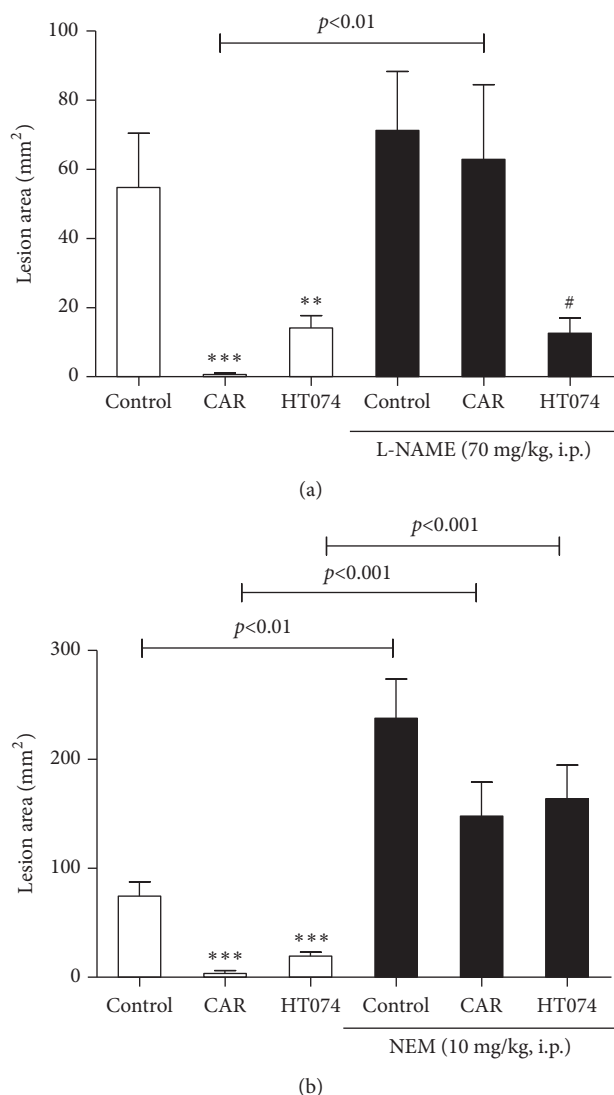 p<0.01
100
80
60
40
20
0
Lesion area (mm²)
***
**
#
Control CAR HT074 Control CAR HT074
L-NAME (70 mg/kg, i.p.)
(a)
p<0.001
p<0.001
p<0.01
300
200
100
0
Lesion area (mm²)
***
***
Control CAR HT074 Control CAR HT074
NEM (10 mg/kg, i.p.)
(b)